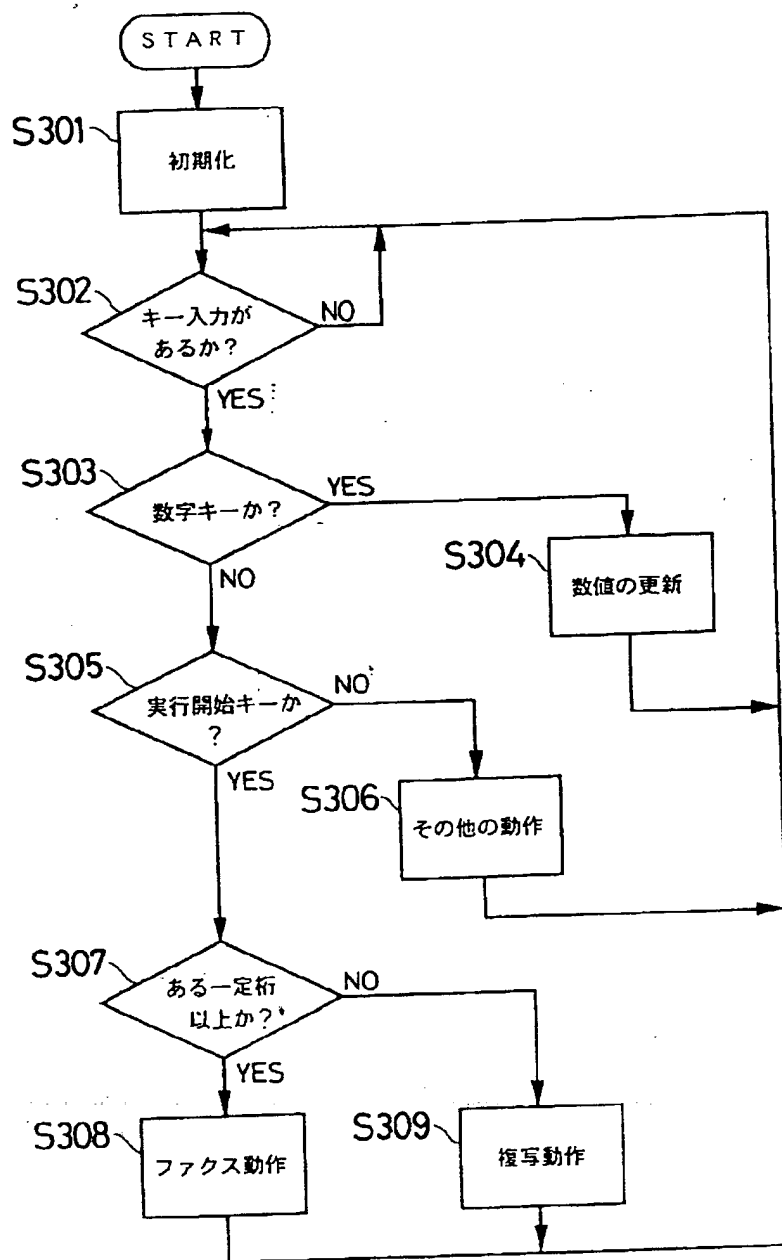 START
S301
初期化
S302
キー入力が
あるか？
NO
YES
S303
数字キーか？
YES
NO
S304
数値の更新
S305
実行開始キーか
？
NO
YES
S306
その他の動作
S307
ある一定桁
以上か？
NO
YES
S308
ファクス動作
S309
複写動作